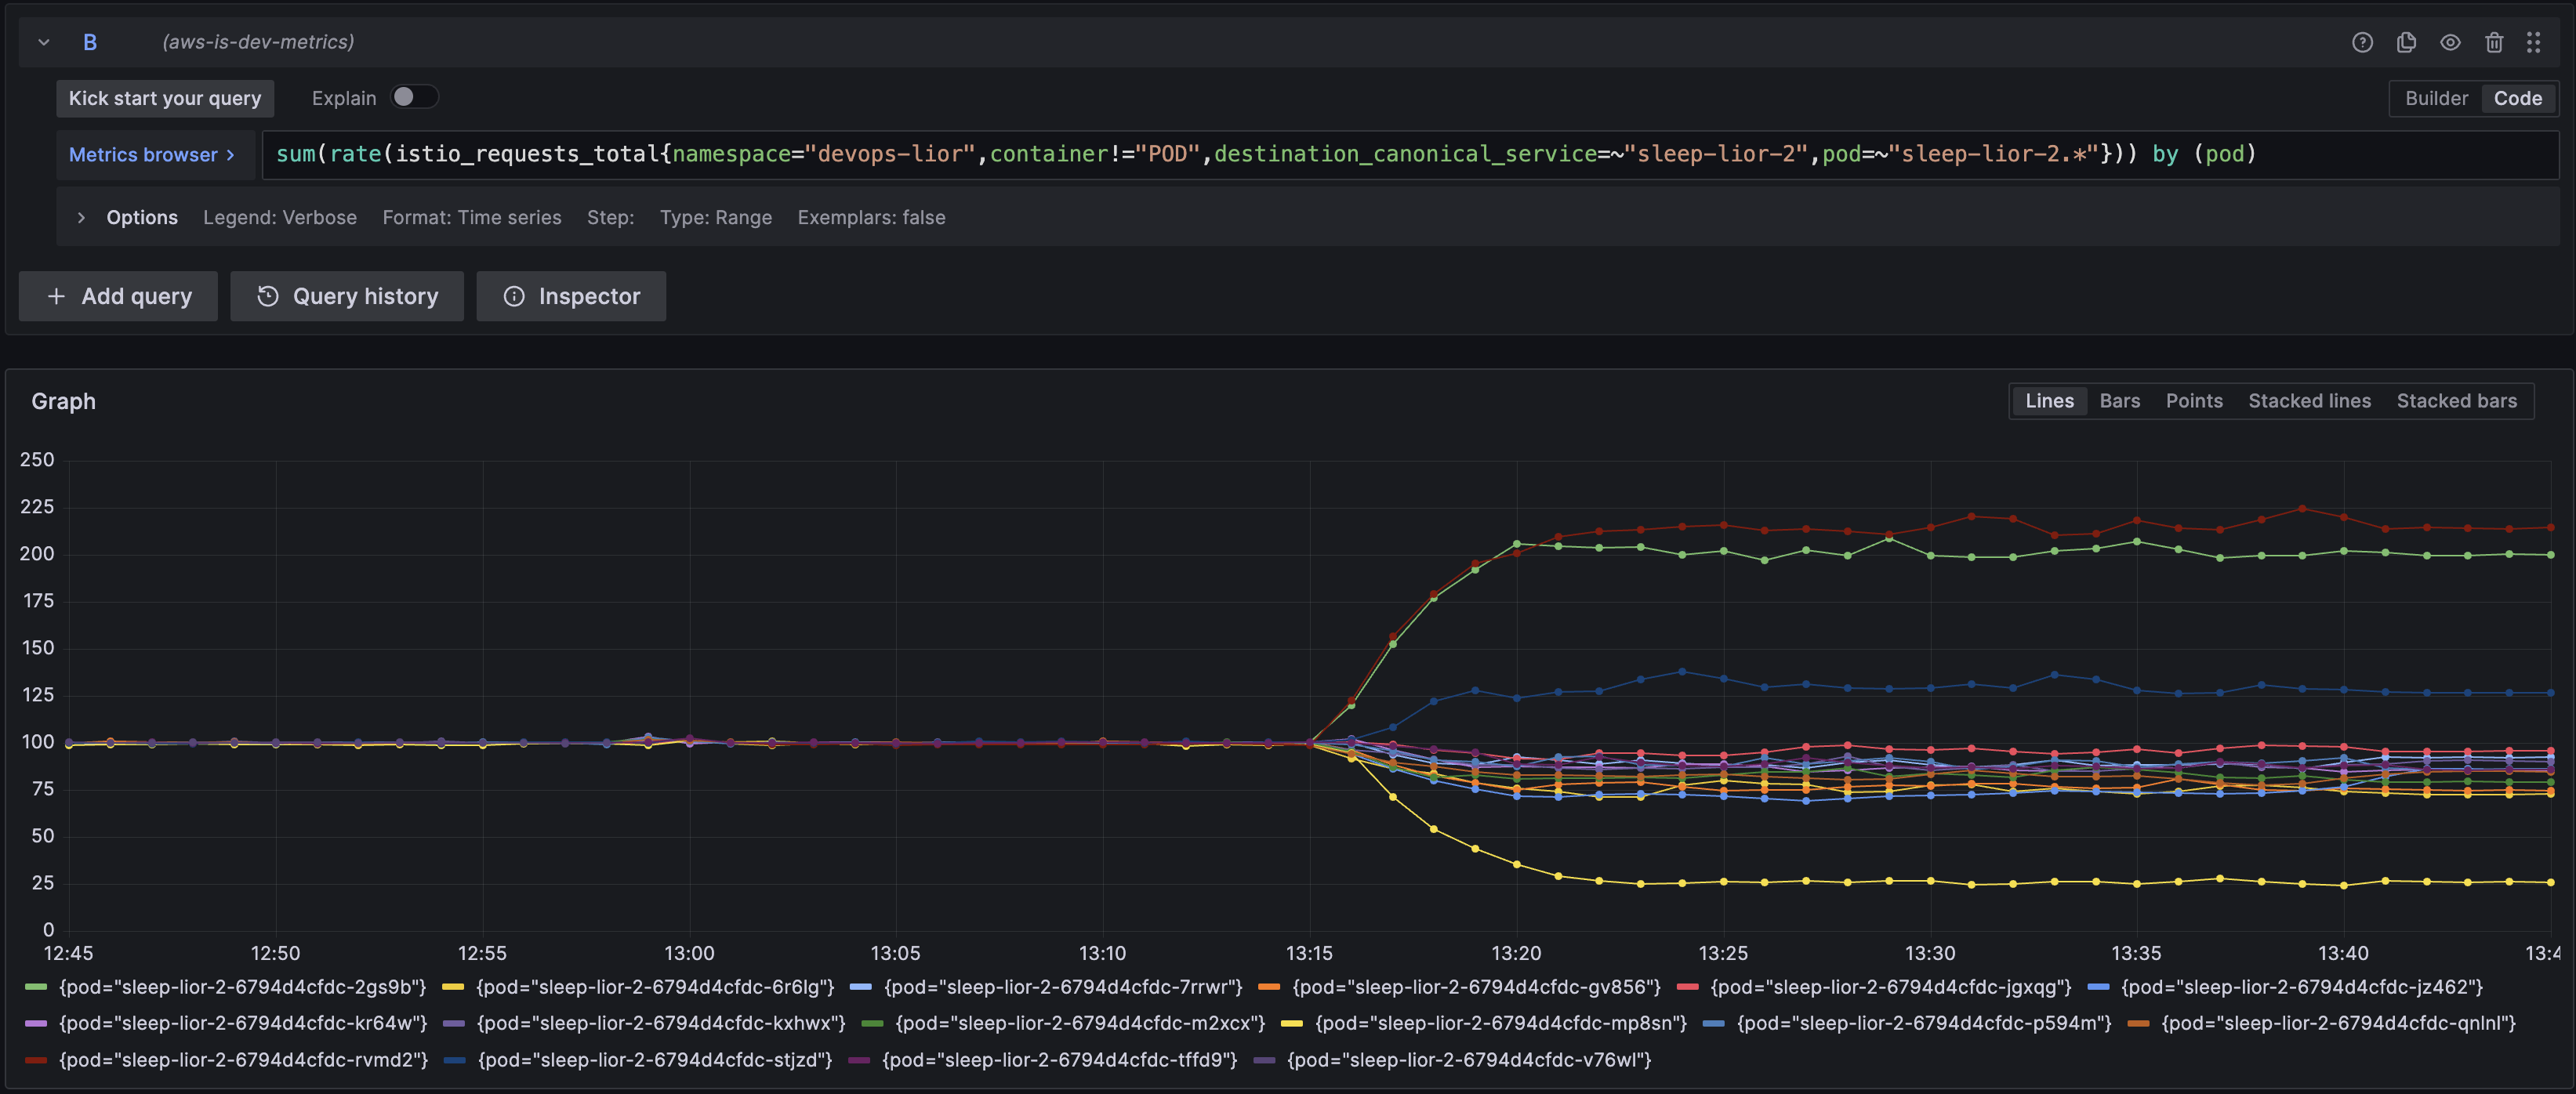 B (aws-is-dev-metrics)
Kick start your query Explain Builder Code
Metrics browser > sum(rate(istio_requests_total{namespace="devops-lior",container!="POD",destination_canonical_service=~"sleep-lior-2",pod=~"sleep-lior-2.*"})) by (pod)
Options Legend: Verbose Format: Time series Step: Type: Range Exemplars: false
+ Add query Query history Inspector
Graph Lines Bars Points Stacked lines Stacked bars
250
225
200
175
150
125
100
75
50
25
0
12:45 12:50 12:55 13:00 13:05 13:10 13:15 13:20 13:25 13:30 13:35 13:40 13:4
{pod="sleep-lior-2-6794d4cfdc-2gs9b"} {pod="sleep-lior-2-6794d4cfdc-6r6lg"} {pod="sleep-lior-2-6794d4cfdc-7rrwr"} {pod="sleep-lior-2-6794d4cfdc-gv856"} {pod="sleep-lior-2-6794d4cfdc-jgxqg"} {pod="sleep-lior-2-6794d4cfdc-jz462"}
{pod="sleep-lior-2-6794d4cfdc-kr64w"} {pod="sleep-lior-2-6794d4cfdc-kxhwx"} {pod="sleep-lior-2-6794d4cfdc-m2xcx"} {pod="sleep-lior-2-6794d4cfdc-mp8sn"} {pod="sleep-lior-2-6794d4cfdc-p594m"} {pod="sleep-lior-2-6794d4cfdc-qnlnl"}
{pod="sleep-lior-2-6794d4cfdc-rvmd2"} {pod="sleep-lior-2-6794d4cfdc-stjzd"} {pod="sleep-lior-2-6794d4cfdc-tffd9"} {pod="sleep-lior-2-6794d4cfdc-v76wl"}